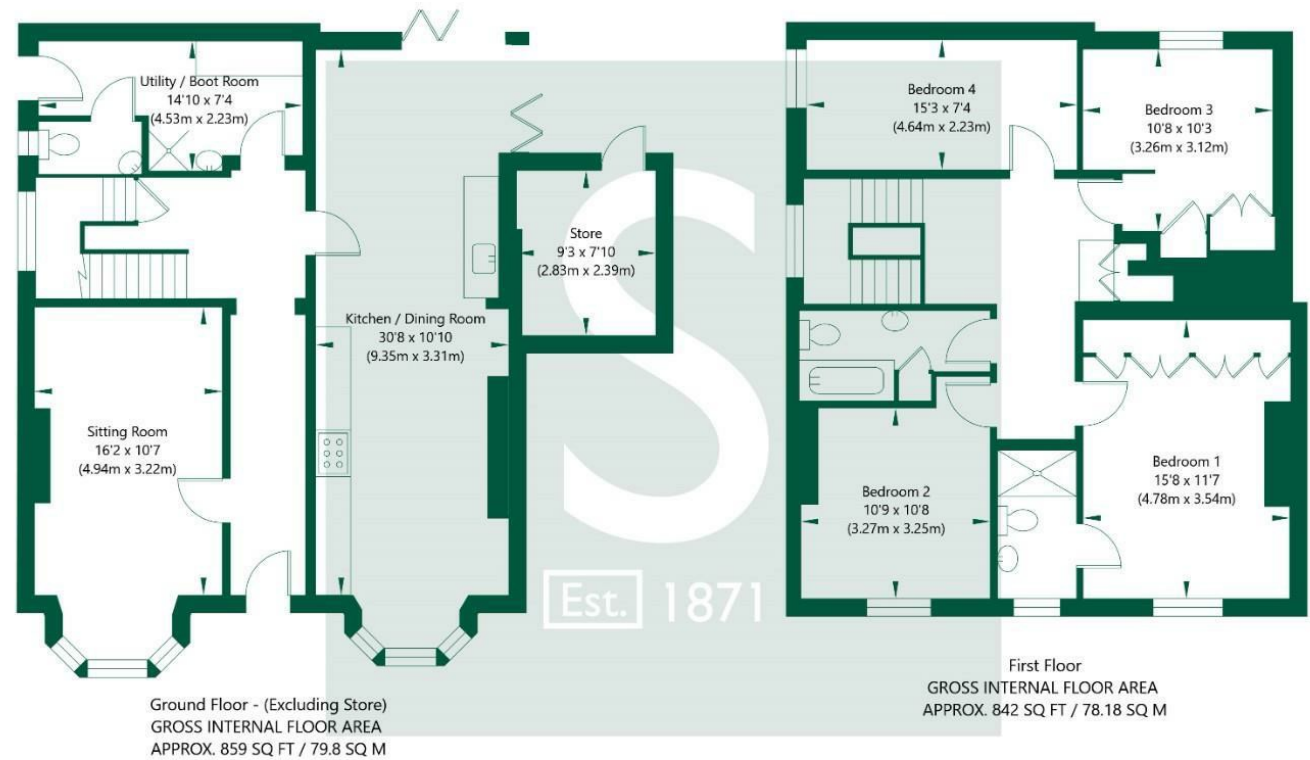 Utility / Boot Room
14'10 x 7'4
(4.53m x 2.23m)
Store
9'3 x 7'10
(2.83m x 2.39m)
Kitchen / Dining Room
30'8 x 10'10
(9.35m x 3.31m)
Sitting Room
16'2 x 10'7
(4.94m x 3.22m)
Ground Floor - (Excluding Store)
GROSS INTERNAL FLOOR AREA
APPROX. 859 SQ FT / 79.8 SQ M
Bedroom 4
15'3 x 7'4
(4.64m x 2.23m)
Bedroom 3
10'8 x 10'3
(3.26m x 3.12m)
Bedroom 2
10'9 x 10'8
(3.27m x 3.25m)
Bedroom 1
15'8 x 11'7
(4.78m x 3.54m)
First Floor
GROSS INTERNAL FLOOR AREA
APPROX. 842 SQ FT / 78.18 SQ M
S
Est. 1871